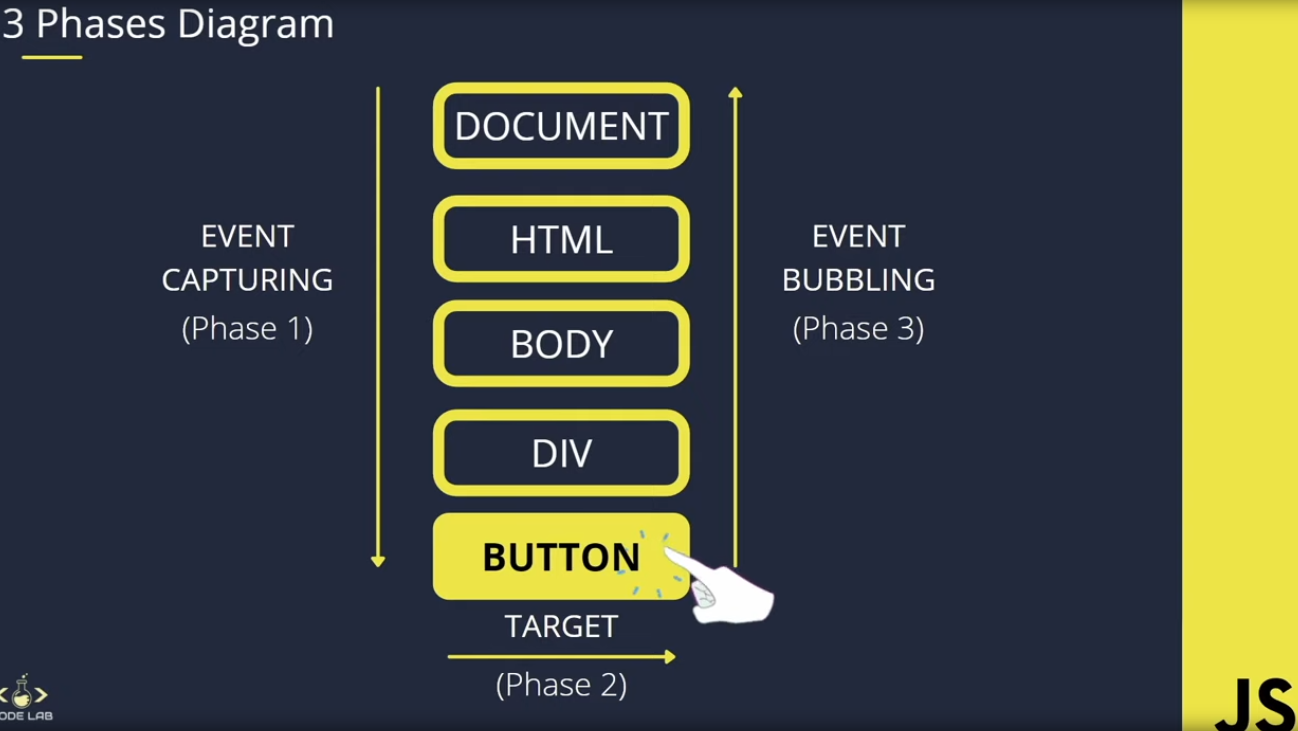 3 Phases Diagram
DOCUMENT
HTML
BODY
DIV
BUTTON
EVENT
CAPTURING
(Phase 1)
EVENT
BUBBLING
(Phase 3)
TARGET
(Phase 2)
ODE LAB
JS